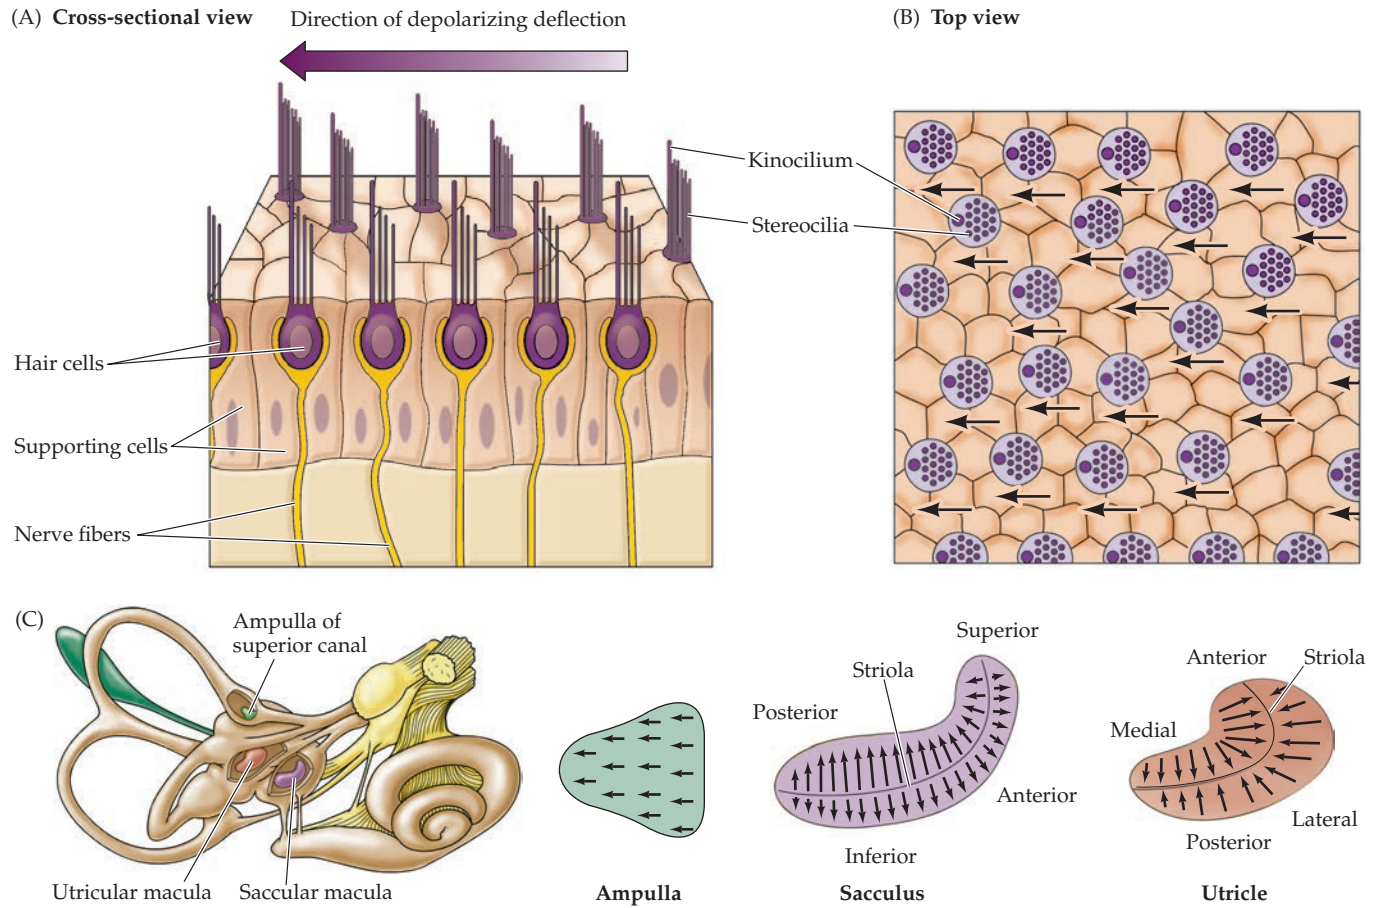 (A) Cross-sectional view
Direction of depolarizing deflection
(B) Top view
Kinocilium
Stereocilia
Hair cells
Supporting cells
Nerve fibers
(C)
Ampulla of
superior canal
Utricular macula
Saccular macula
Ampulla
Superior
Striola
Posterior
Anterior
Inferior
Sacculus
Anterior
Striola
Medial
Lateral
Posterior
Utricle